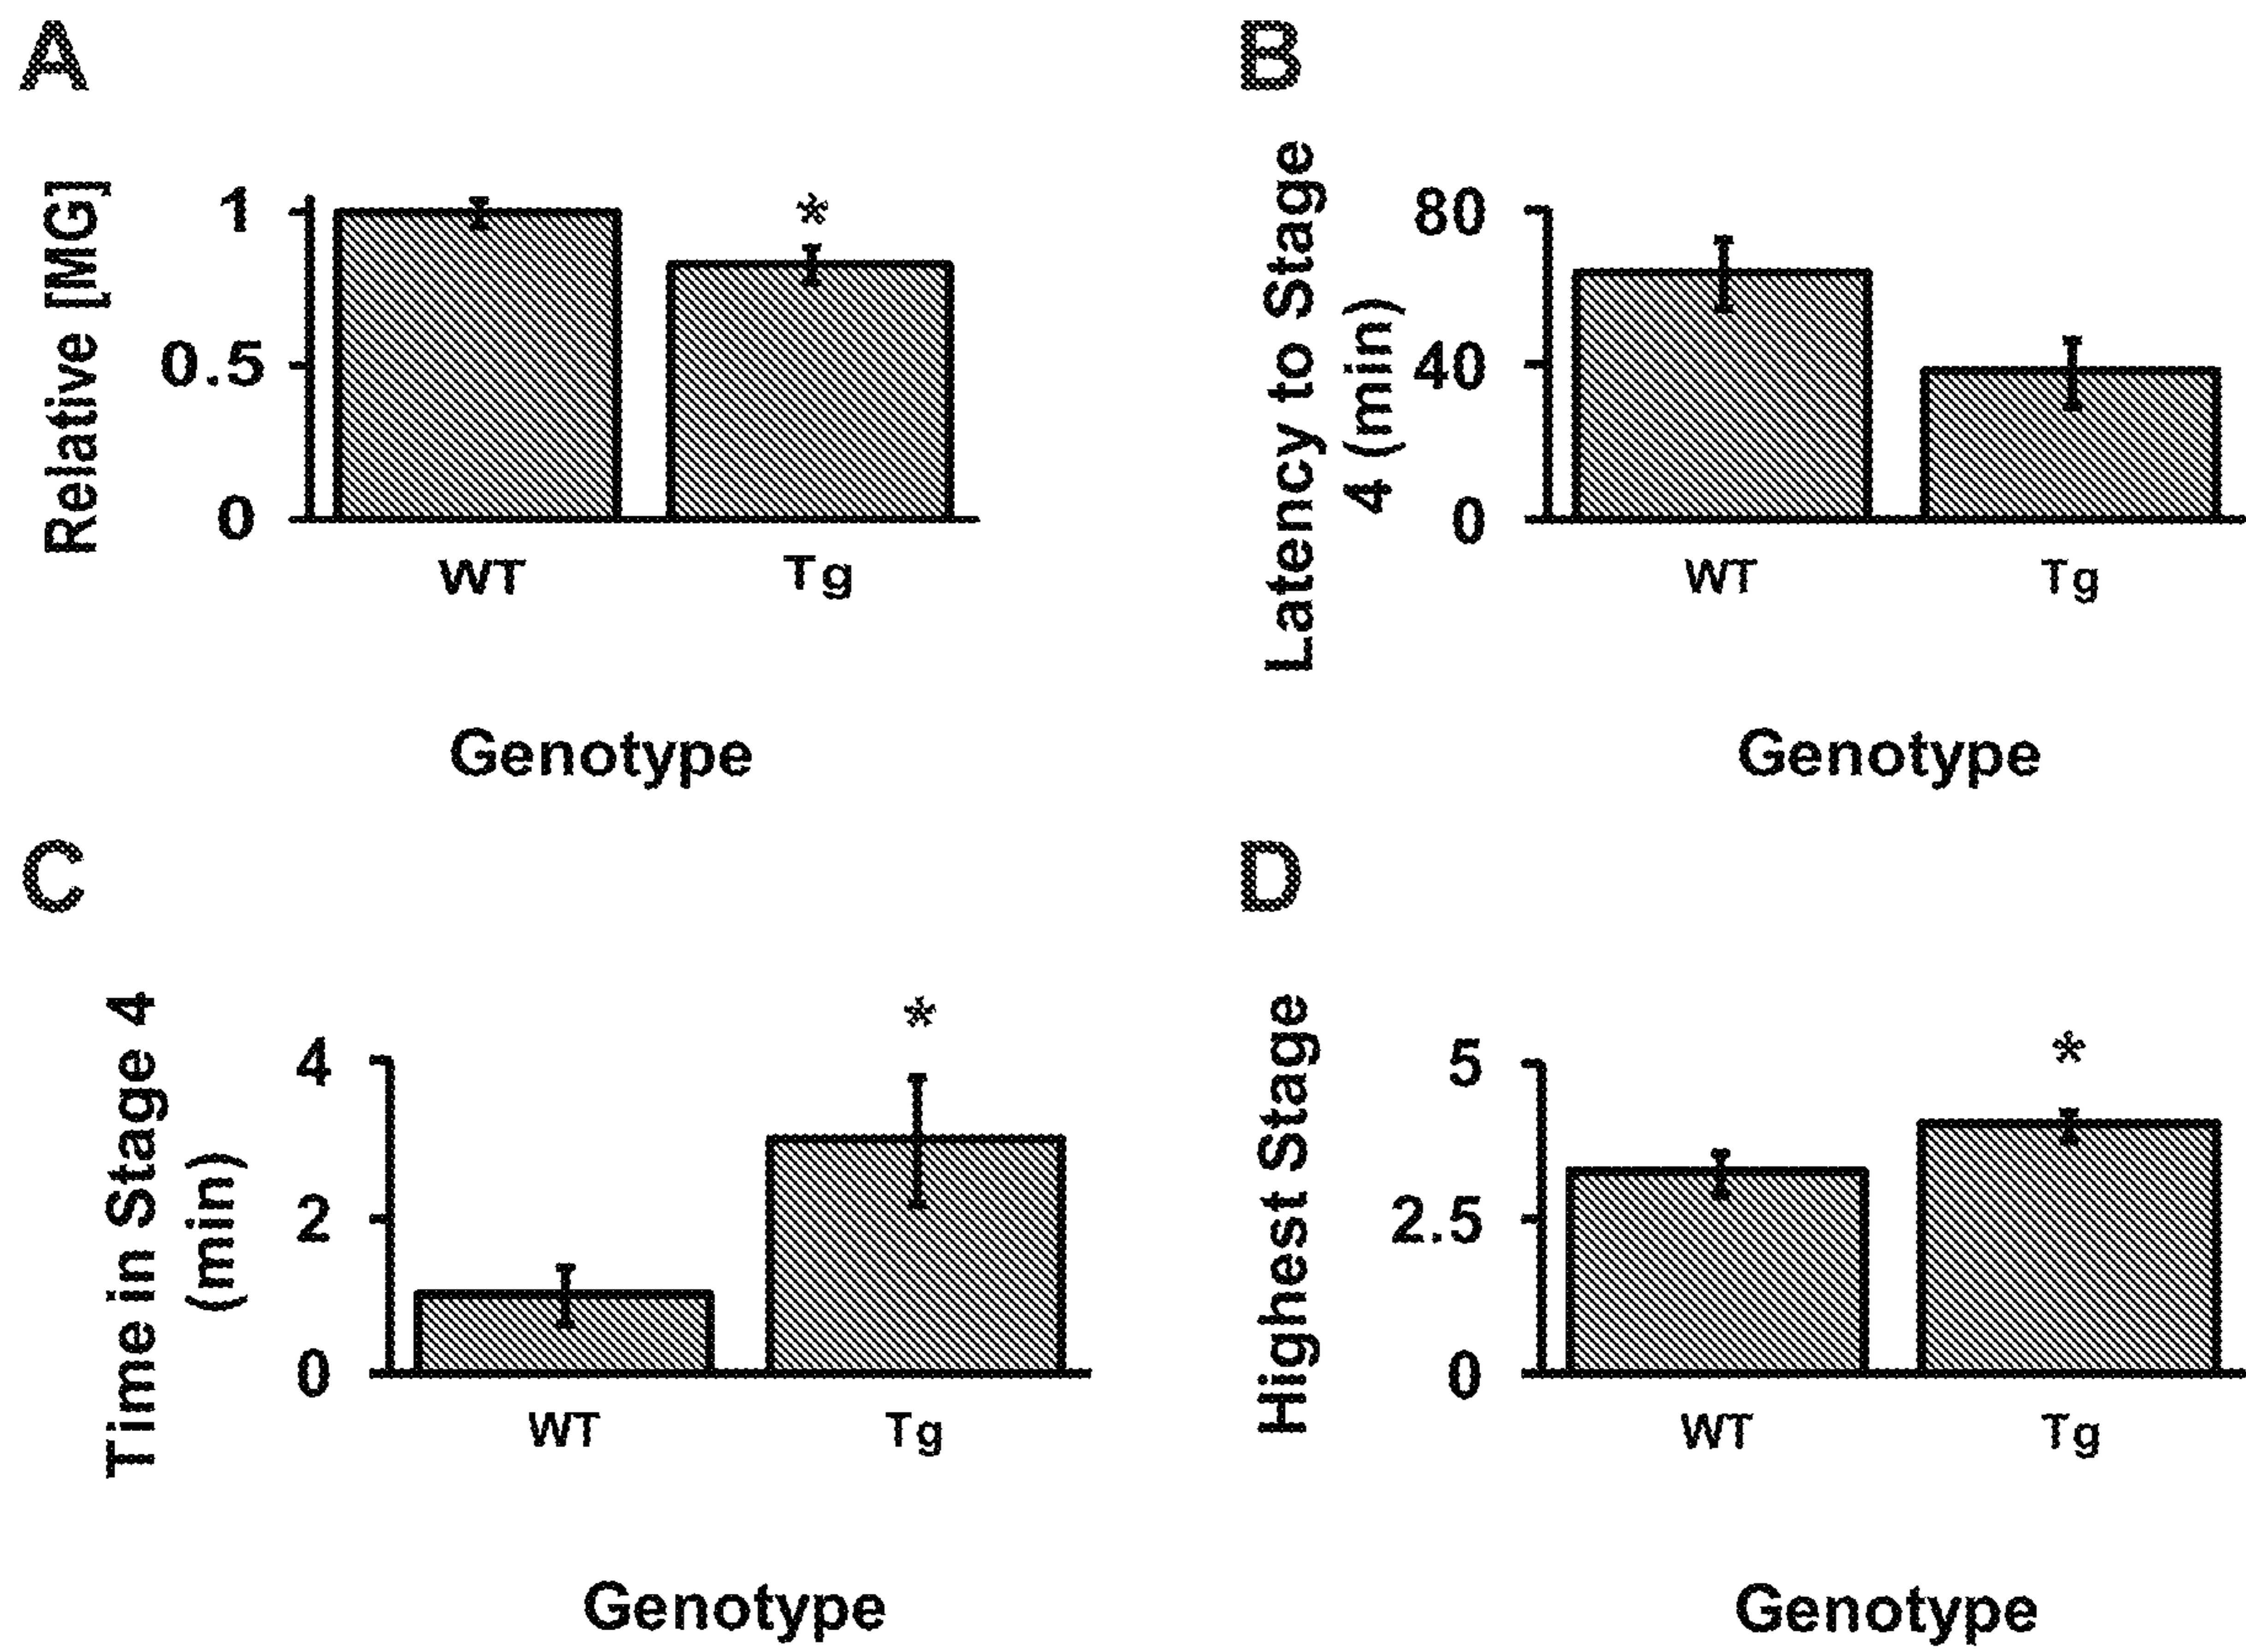 A
Relative [MG]
1
*
0.5
0
WT
Tg
Genotype
B
Latency to Stage
4 (min)
80
40
0
WT
Tg
Genotype
C
Time in Stage 4
(min)
*
4
2
0
WT
Tg
Genotype
D
Highest Stage
*
5
2.5
0
WT
Tg
Genotype